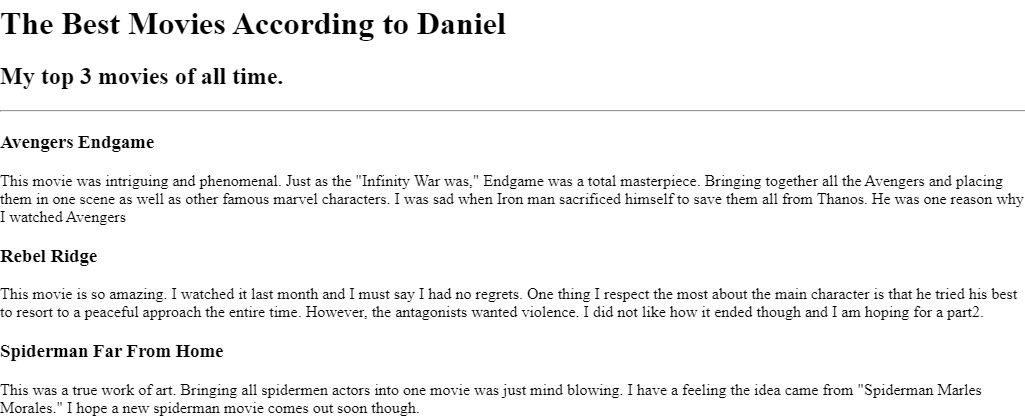 The Best Movies According to Daniel
My top 3 movies of all time.
Avengers Endgame
This movie was intriguing and phenomenal. Just as the "Infinity War was," Endgame was a total masterpiece. Bringing together all the Avengers and placing
them in one scene as well as other famous marvel characters. I was sad when Iron man sacrificed himself to save them all from Thanos. He was one reason why
I watched Avengers
Rebel Ridge
This movie is so amazing. I watched it last month and I must say I had no regrets. One thing I respect the most about the main character is that he tried his best
to resort to a peaceful approach the entire time. However, the antagonists wanted violence. I did not like how it ended though and I am hoping for a part2.
Spiderman Far From Home
This was a true work of art. Bringing all spidermen actors into one movie was just mind blowing. I have a feeling the idea came from "Spiderman Marles
Morales." I hope a new spiderman movie comes out soon though.